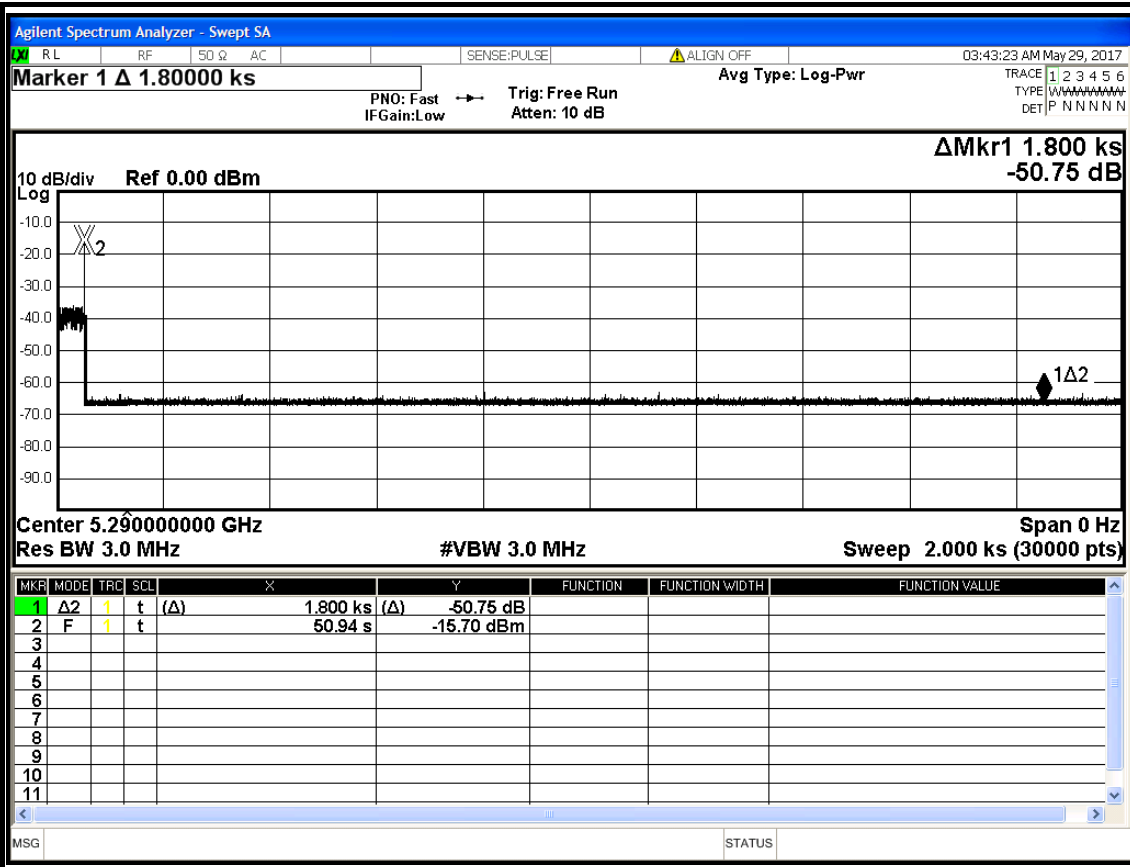 Agilent Spectrum Analyzer - Swept SA
LXI RL RF 50 Ω AC SENSE:PULSE ALIGN OFF 03:43:23 AM May 29, 2017
Marker 1 Δ 1.80000 ks
Avg Type: Log-Pwr
TRACE 1 2 3 4 5 6
PNO: Fast Trig: Free Run
TYPE WWWWWW
IFGain:Low Atten: 10 dB
DET P N N N N N
ΔMkr1 1.800 ks
-50.75 dB
10 dB/div Ref 0.00 dBm
Log
-10.0
2
-20.0
-30.0
-40.0
-50.0
-60.0
1Δ2
-70.0
-80.0
-90.0
Center 5.290000000 GHz Span 0 Hz
Res BW 3.0 MHz #VBW 3.0 MHz Sweep 2.000 ks (30000 pts)
MKR MODE TRC SCL X Y FUNCTION FUNCTION WIDTH FUNCTION VALUE
1 Δ2 1 t (Δ) 1.800 ks (Δ) -50.75 dB
2 F 1 t 50.94 s -15.70 dBm
3
4
5
6
7
8
9
10
11
MSG STATUS